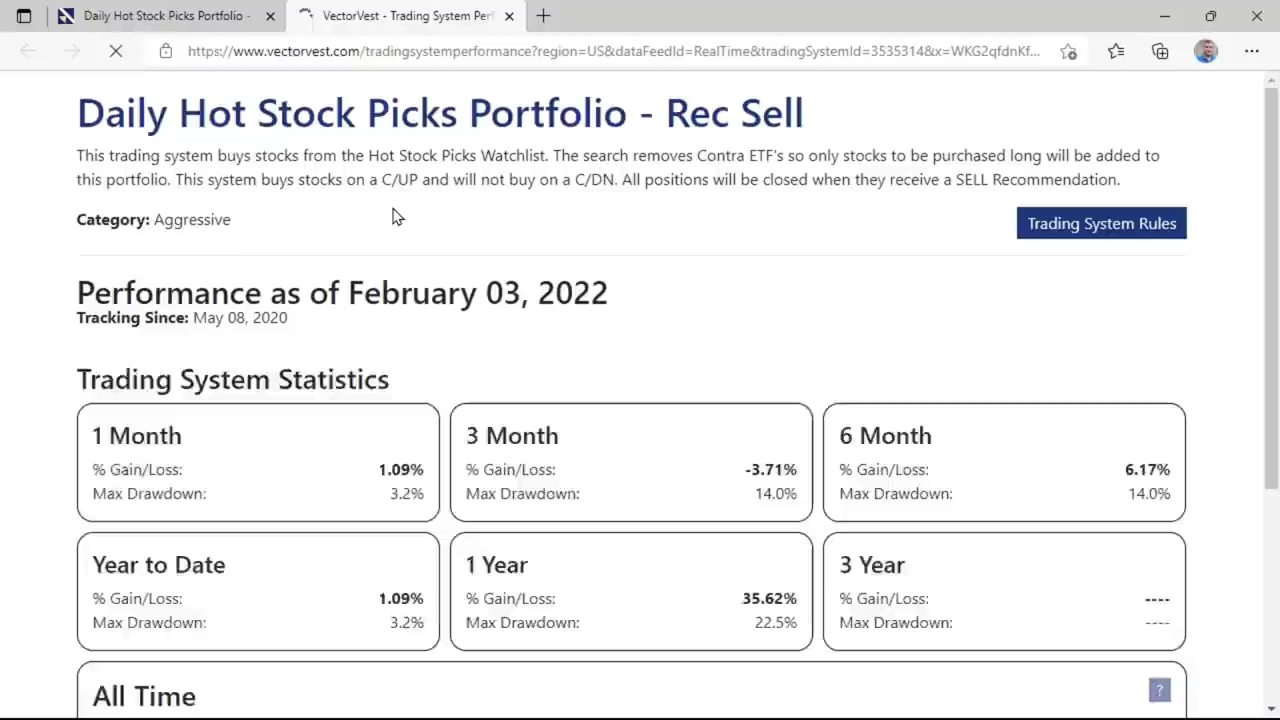 Daily Hot Stock Picks Portfolio -
VectorVest - Trading System Perf
https://www.vectorvest.com/tradingsystemperformance?region=US&dataFeedId=RealTime&tradingSystemId=3535314&x=WKG2qfdnKf...
Daily Hot Stock Picks Portfolio - Rec Sell
This trading system buys stocks from the Hot Stock Picks Watchlist. The search removes Contra ETF's so only stocks to be purchased long will be added to
this portfolio. This system buys stocks on a C/UP and will not buy on a C/DN. All positions will be closed when they receive a SELL Recommendation.
Category: Aggressive
Trading System Rules
Performance as of February 03, 2022
Tracking Since: May 08, 2020
Trading System Statistics
1 Month
% Gain/Loss: 1.09%
Max Drawdown: 3.2%
3 Month
% Gain/Loss: -3.71%
Max Drawdown: 14.0%
6 Month
% Gain/Loss: 6.17%
Max Drawdown: 14.0%
Year to Date
% Gain/Loss: 1.09%
Max Drawdown: 3.2%
1 Year
% Gain/Loss: 35.62%
Max Drawdown: 22.5%
3 Year
% Gain/Loss: ----
Max Drawdown: ----
All Time
?